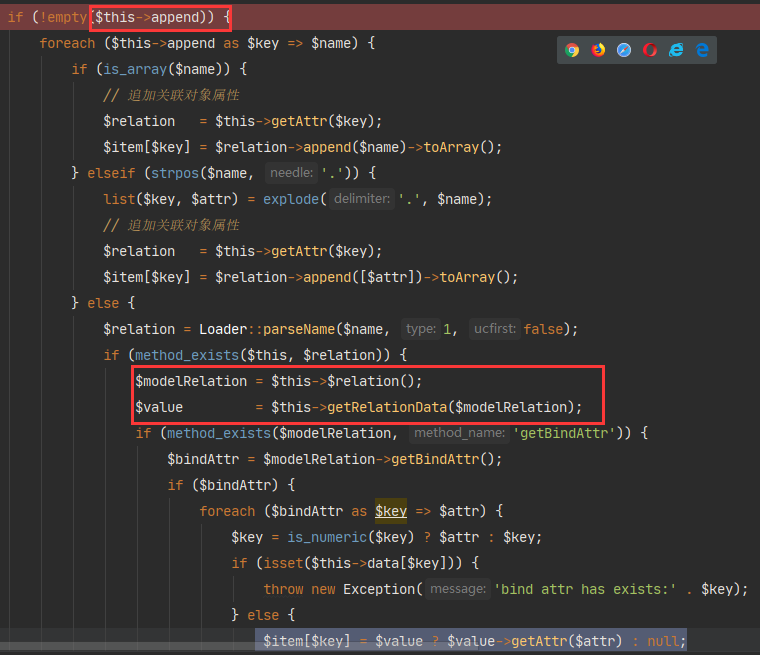 if (!empty($this->append)) {
foreach ($this->append as $key => $name) {
if (is_array($name)) {
// 追加关联对象属性
$relation = $this->getAttr($key);
$item[$key] = $relation->append($name)->toArray();
} elseif (strpos($name, needle: '.')) {
list($key, $attr) = explode( delimiter: '.', $name);
// 追加关联对象属性
$relation = $this->getAttr($key);
$item[$key] = $relation->append([$attr])->toArray();
} else {
$relation = Loader::parseName($name, type: 1, ucfirst: false);
if (method_exists($this, $relation)) {
$modelRelation = $this->$relation();
$value = $this->getRelationData($modelRelation);
if (method_exists($modelRelation, method_name: 'getBindAttr')) {
$bindAttr = $modelRelation->getBindAttr();
if ($bindAttr) {
foreach ($bindAttr as $key => $attr) {
$key = is_numeric($key) ? $attr : $key;
if (isset($this->data[$key])) {
throw new Exception( message: 'bind attr has exists:' . $key);
} else {
$item[$key] = $value ? $value->getAttr($attr) : null;